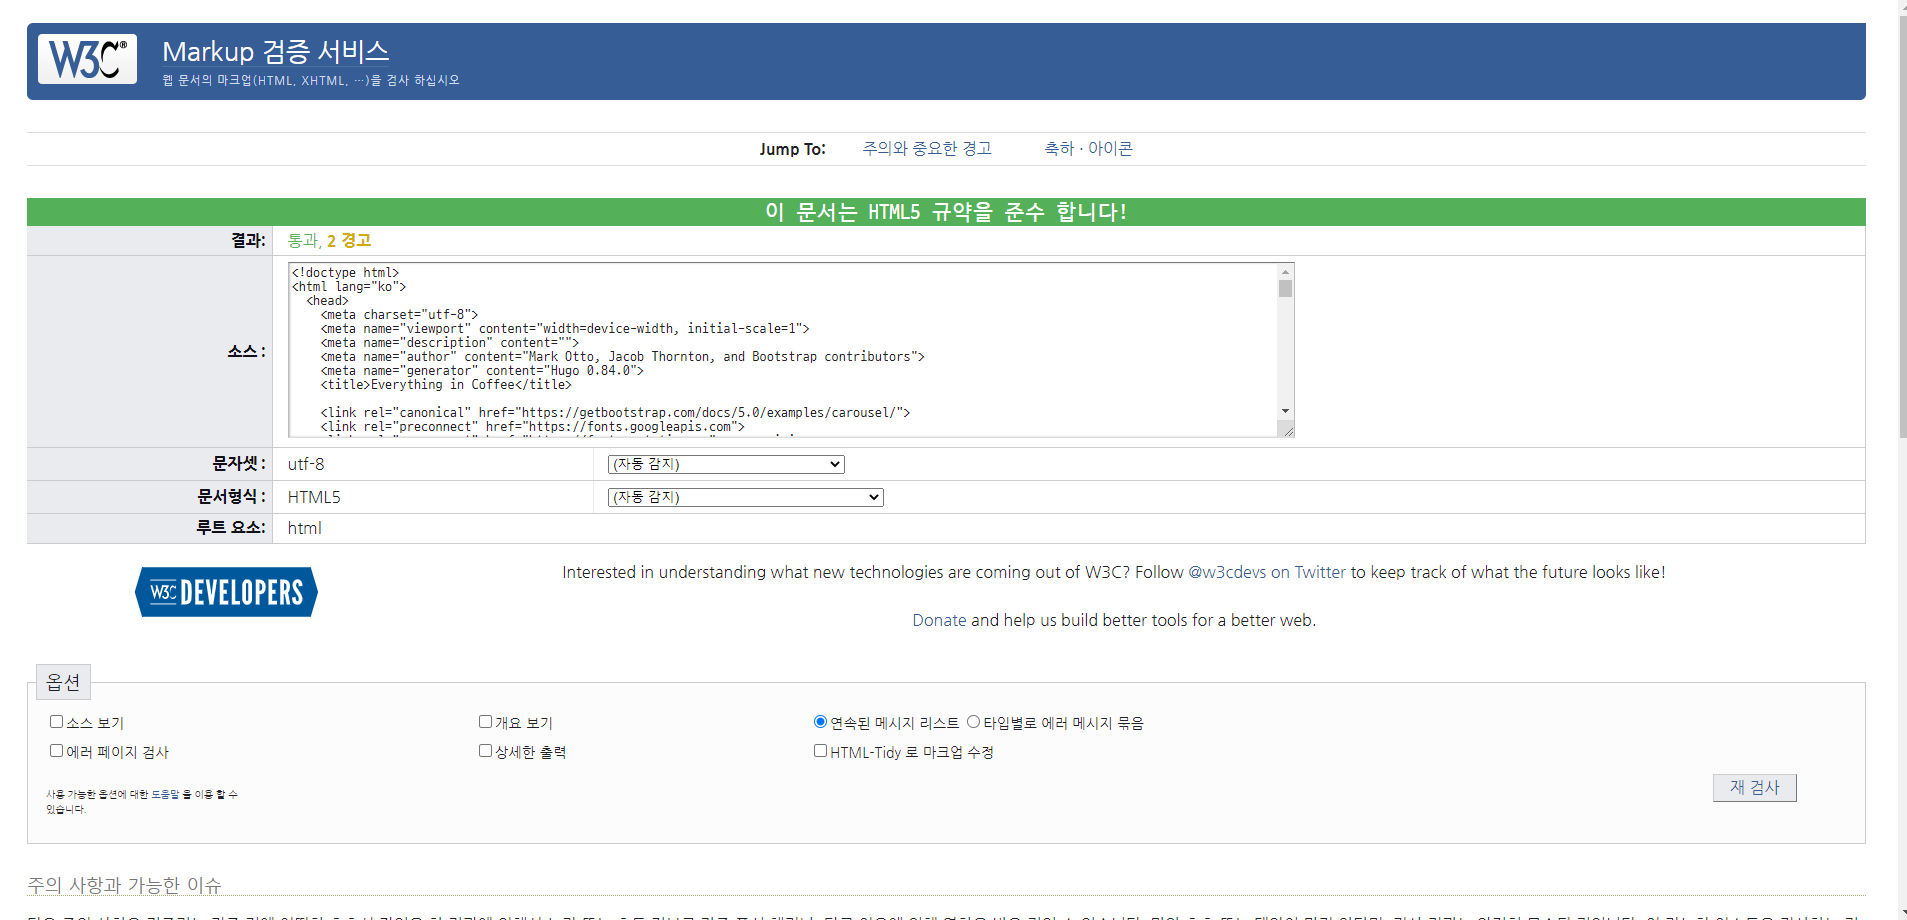 W3C®
Markup 검증 서비스
웹 문서의 마크업(HTML, XHTML, …)을 검사 하십시오
Jump To: 주의와 중요한 경고 축하 · 아이콘
이 문서는 HTML5 규약을 준수 합니다!
결과: 통과, 2 경고
소스 :
<!doctype html>
<html lang="ko">
<head>
<meta charset="utf-8">
<meta name="viewport" content="width=device-width, initial-scale=1">
<meta name="description" content="">
<meta name="author" content="Mark Otto, Jacob Thornton, and Bootstrap contributors">
<meta name="generator" content="Hugo 0.84.0">
<title>Everything in Coffee</title>
<link rel="canonical" href="https://getbootstrap.com/docs/5.0/examples/carousel/">
<link rel="preconnect" href="https://fonts.googleapis.com">
문자셋 : utf-8 (자동 감지)
문서형식 : HTML5 (자동 감지)
루트 요소: html
W3C DEVELOPERS
Interested in understanding what new technologies are coming out of W3C? Follow @w3cdevs on Twitter to keep track of what the future looks like!
Donate and help us build better tools for a better web.
옵션
소스 보기 개요 보기 연속된 메시지 리스트 타입별로 에러 메시지 묶음
에러 페이지 검사 상세한 출력 HTML-Tidy 로 마크업 수정
사용 가능한 옵션에 대한 도움말 을 이용 할 수
있습니다.
재 검사
주의 사항과 가능한 이슈